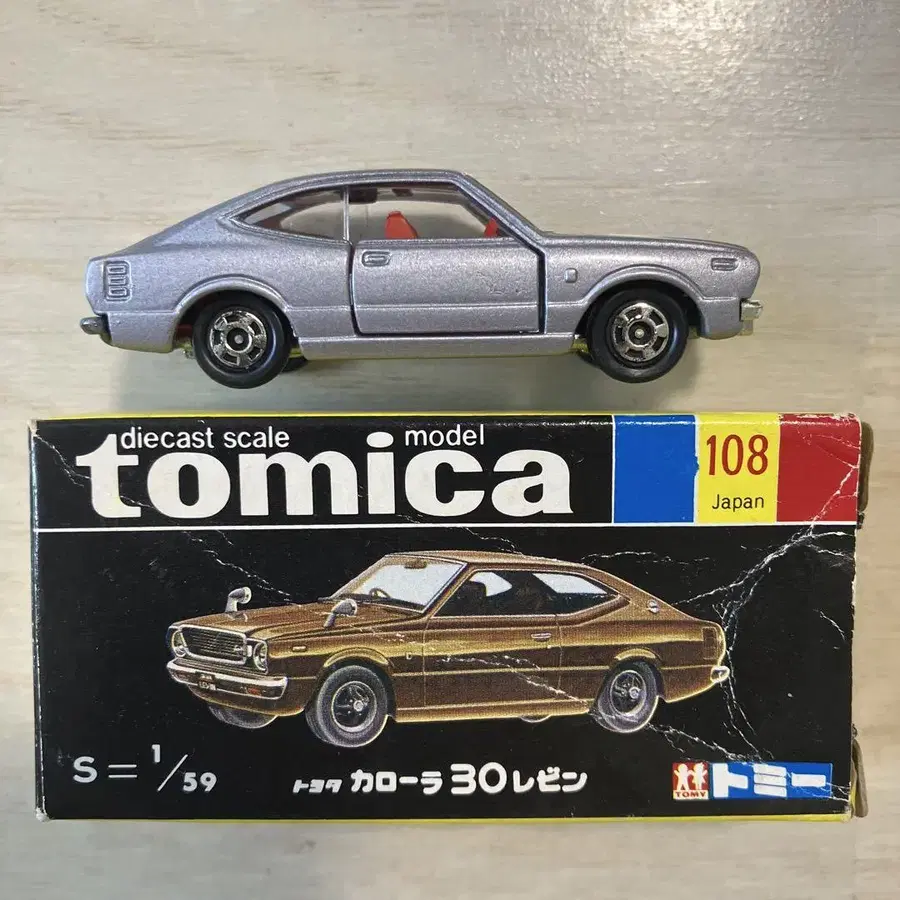 diecast scale model
tomica
108
Japan
S = 1/59
トヨタ カローラ 30 レビン
TOMY
トミー